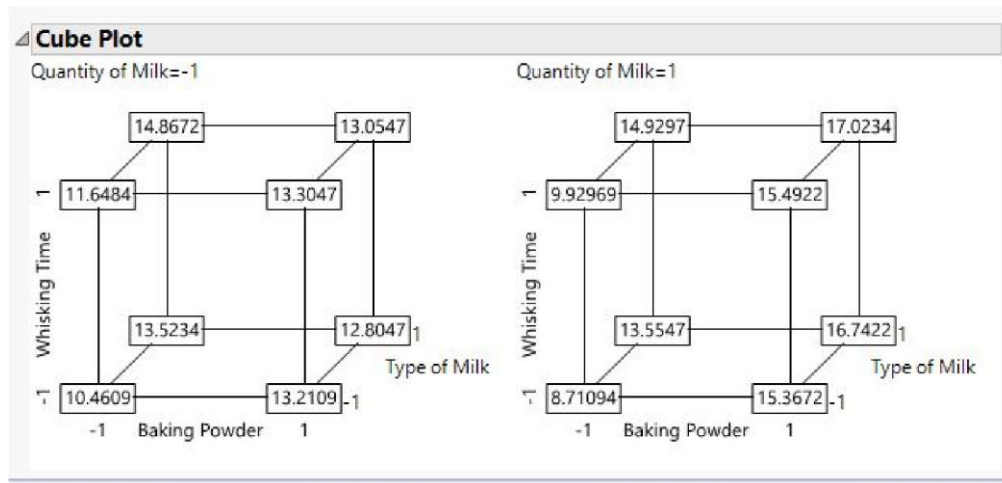 Cube Plot
Quantity of Milk=-1 Quantity of Milk=1
14.8672 13.0547 14.9297 17.0234
1 11.6484 13.3047 1 9.92969 15.4922
Whisking Time Whisking Time
13.5234 12.8047 1 13.5547 16.7422 1
Type of Milk Type of Milk
-1 10.4609 13.2109 -1 -1 8.71094 15.3672 -1
-1 Baking Powder 1 -1 Baking Powder 1